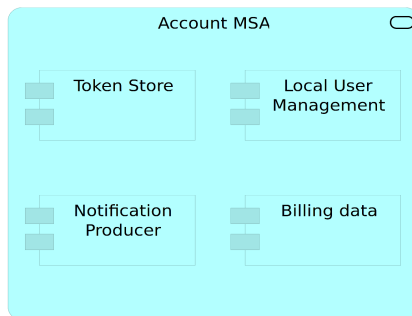 Account MSA
Token Store
Local User
Management
Notification
Producer
Billing data